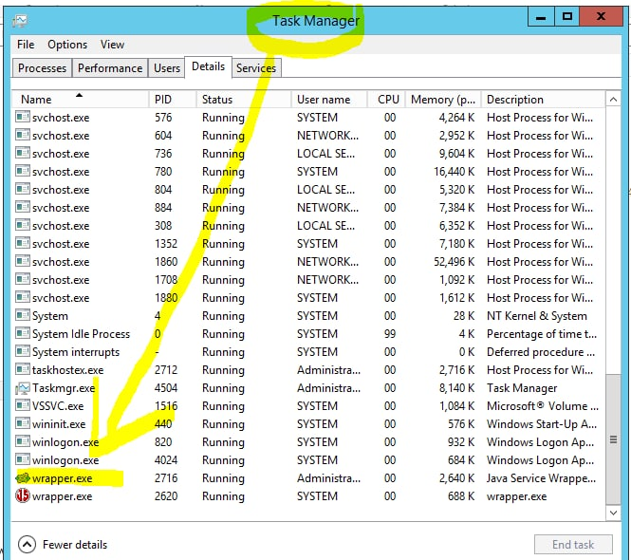 Task Manager
File Options View
Processes Performance Users Details Services
Name PID Status User name CPU Memory (p... Description
svchost.exe 576 Running SYSTEM 00 4,264 K Host Process for Wi...
svchost.exe 604 Running NETWORK... 00 2,952 K Host Process for Wi...
svchost.exe 736 Running LOCAL SE... 00 9,604 K Host Process for Wi...
svchost.exe 780 Running SYSTEM 00 16,440 K Host Process for Wi...
svchost.exe 804 Running LOCAL SE... 00 5,320 K Host Process for Wi...
svchost.exe 884 Running NETWORK... 00 7,384 K Host Process for Wi...
svchost.exe 308 Running LOCAL SE... 00 6,352 K Host Process for Wi...
svchost.exe 1352 Running SYSTEM 00 7,180 K Host Process for Wi...
svchost.exe 1860 Running NETWORK... 00 52,496 K Host Process for Wi...
svchost.exe 1708 Running NETWORK... 00 1,092 K Host Process for Wi...
svchost.exe 1880 Running SYSTEM 00 1,612 K Host Process for Wi...
System 4 Running SYSTEM 00 28 K NT Kernel & System
System Idle Process 0 Running SYSTEM 99 4 K Percentage of time t...
System interrupts - Running SYSTEM 00 0 K Deferred procedure ...
taskhostex.exe 2712 Running Administra... 00 2,716 K Host Process for Wi...
Taskmgr.exe 4504 Running Administra... 00 8,140 K Task Manager
VSSVC.exe 1516 Running SYSTEM 00 1,084 K Microsoft® Volume ...
wininit.exe 440 Running SYSTEM 00 576 K Windows Start-Up A...
winlogon.exe 820 Running SYSTEM 00 932 K Windows Logon Ap...
winlogon.exe 4024 Running SYSTEM 00 684 K Windows Logon Ap...
wrapper.exe 2716 Running Administra... 00 2,640 K Java Service Wrappe...
wrapper.exe 2620 Running SYSTEM 00 688 K wrapper.exe
Fewer details End task